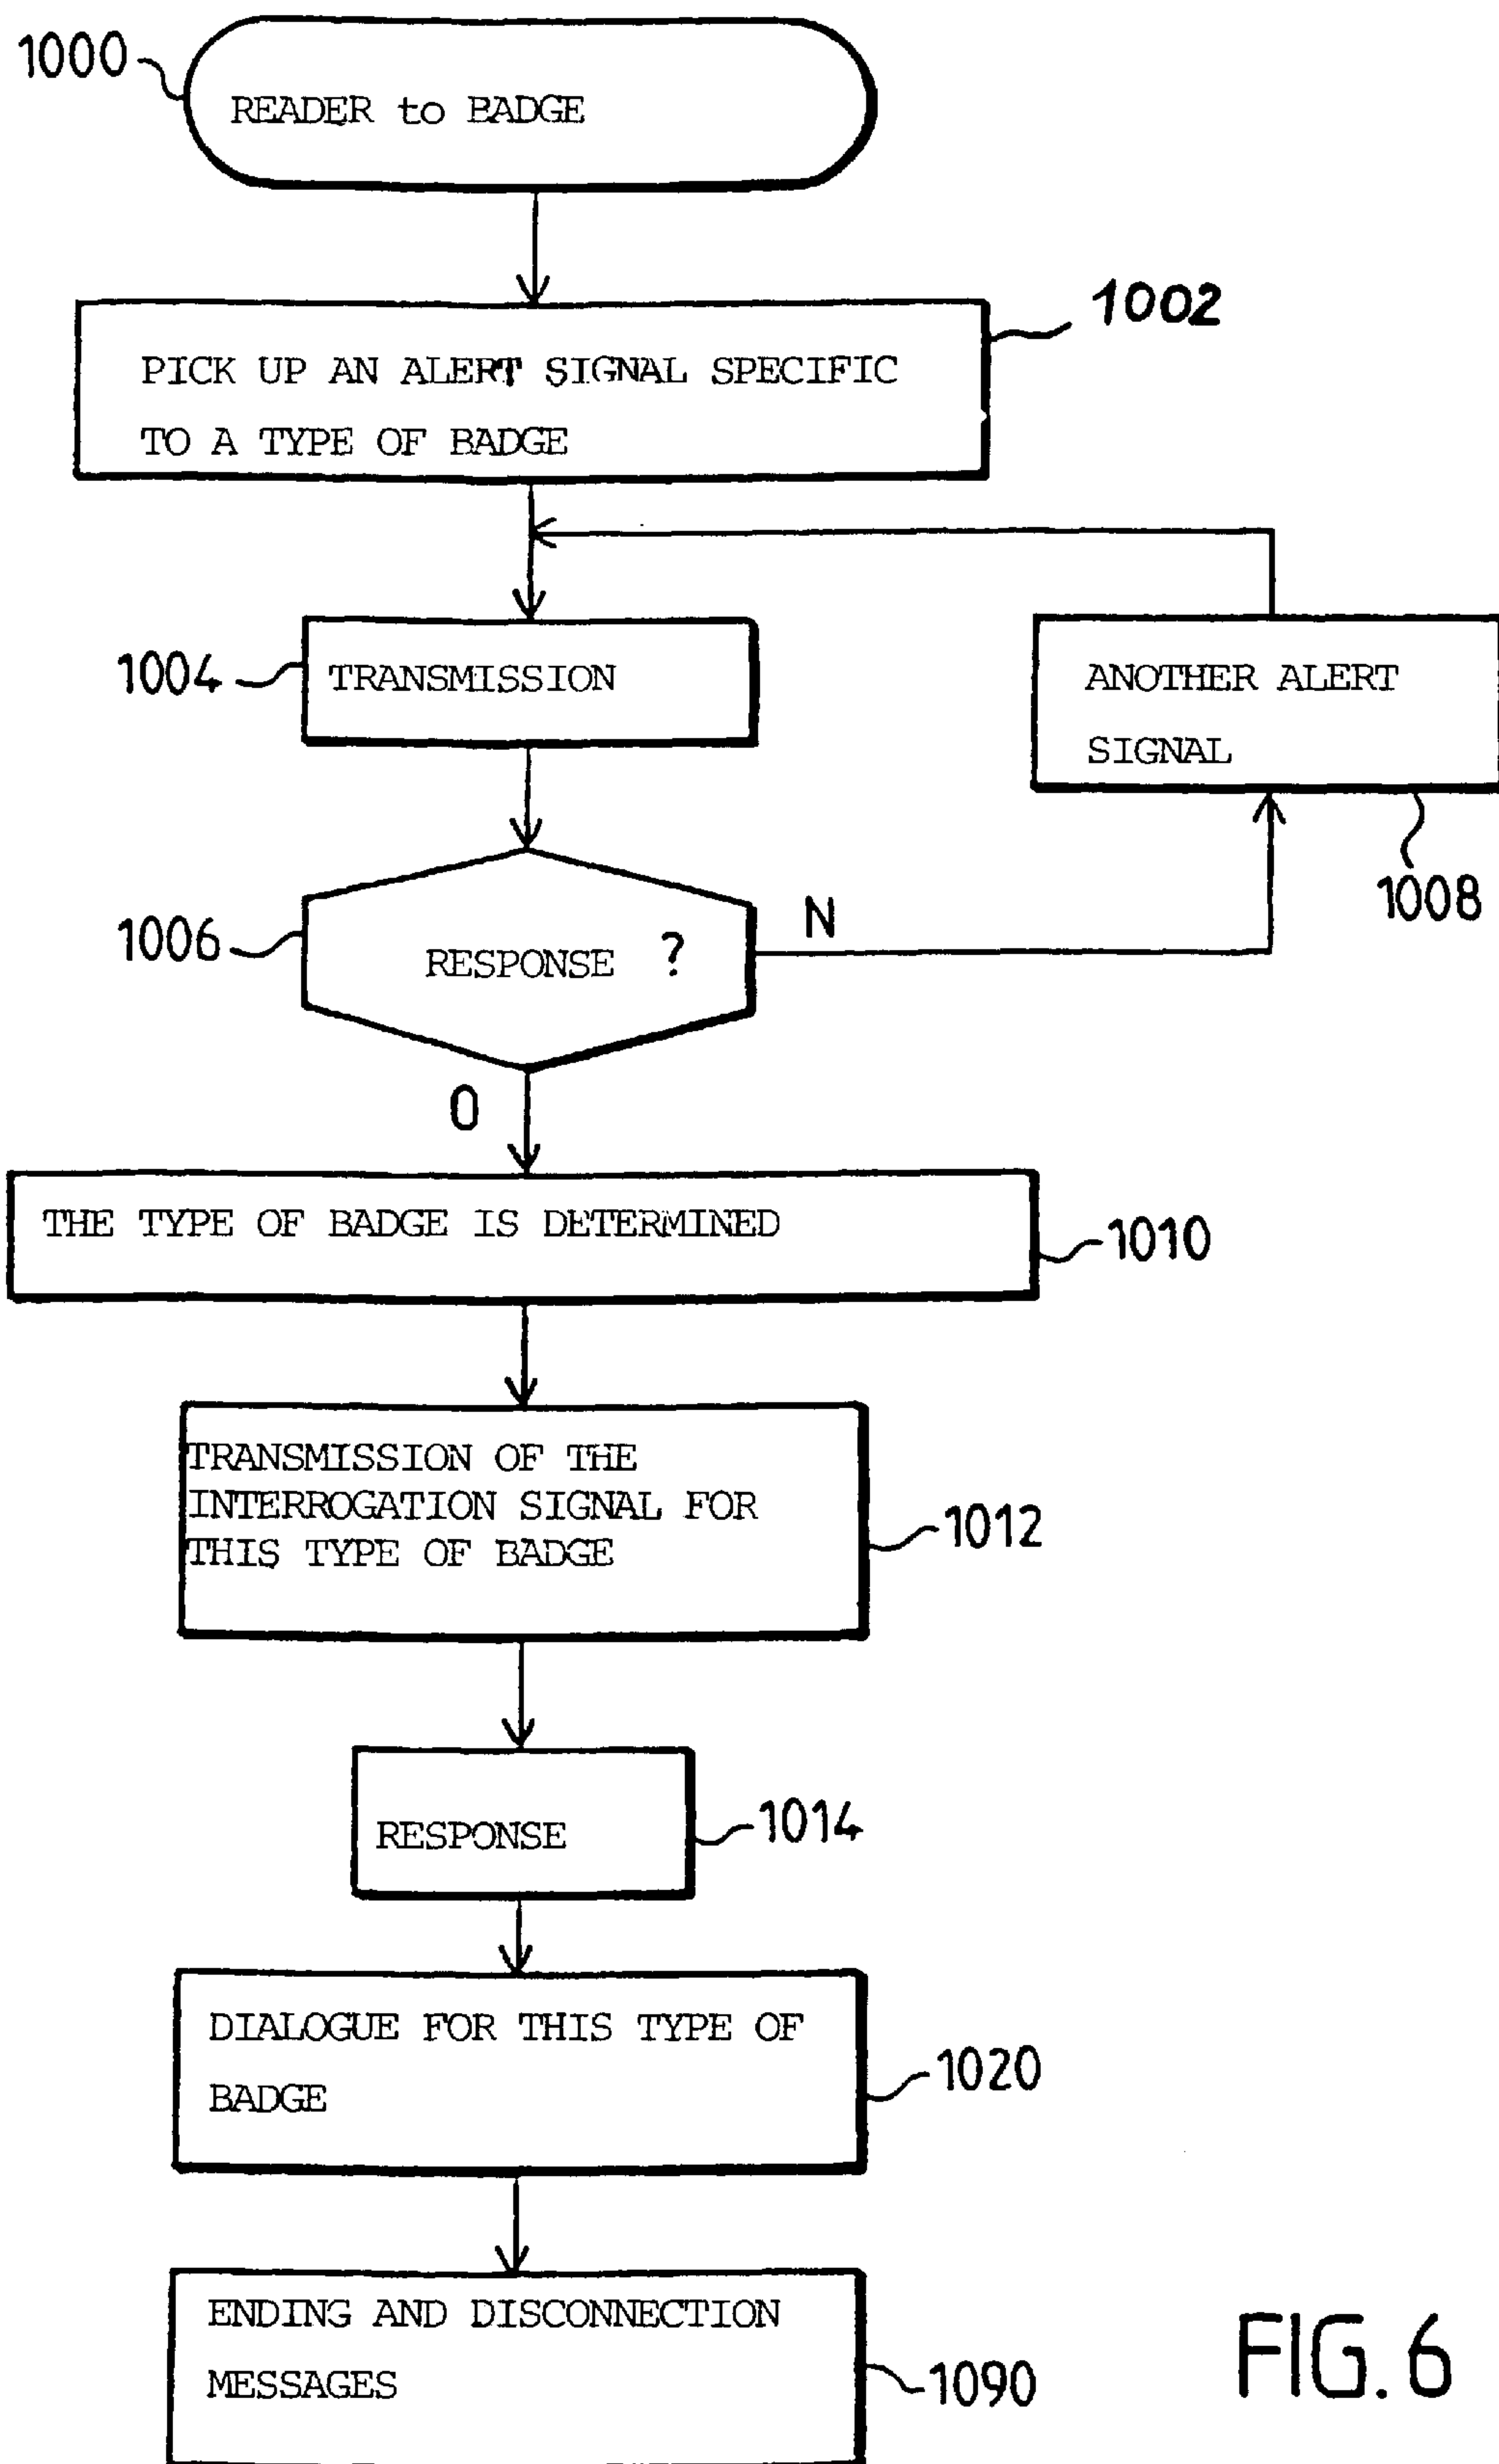 1000
READER to BADGE
1002
PICK UP AN ALERT SIGNAL SPECIFIC
TO A TYPE OF BADGE
1004
TRANSMISSION
ANOTHER ALERT
SIGNAL
1008
1006
RESPONSE ?
N
O
THE TYPE OF BADGE IS DETERMINED
1010
TRANSMISSION OF THE
INTERROGATION SIGNAL FOR
THIS TYPE OF BADGE
1012
RESPONSE
1014
DIALOGUE FOR THIS TYPE OF
BADGE
1020
ENDING AND DISCONNECTION
MESSAGES
1090
FIG. 6